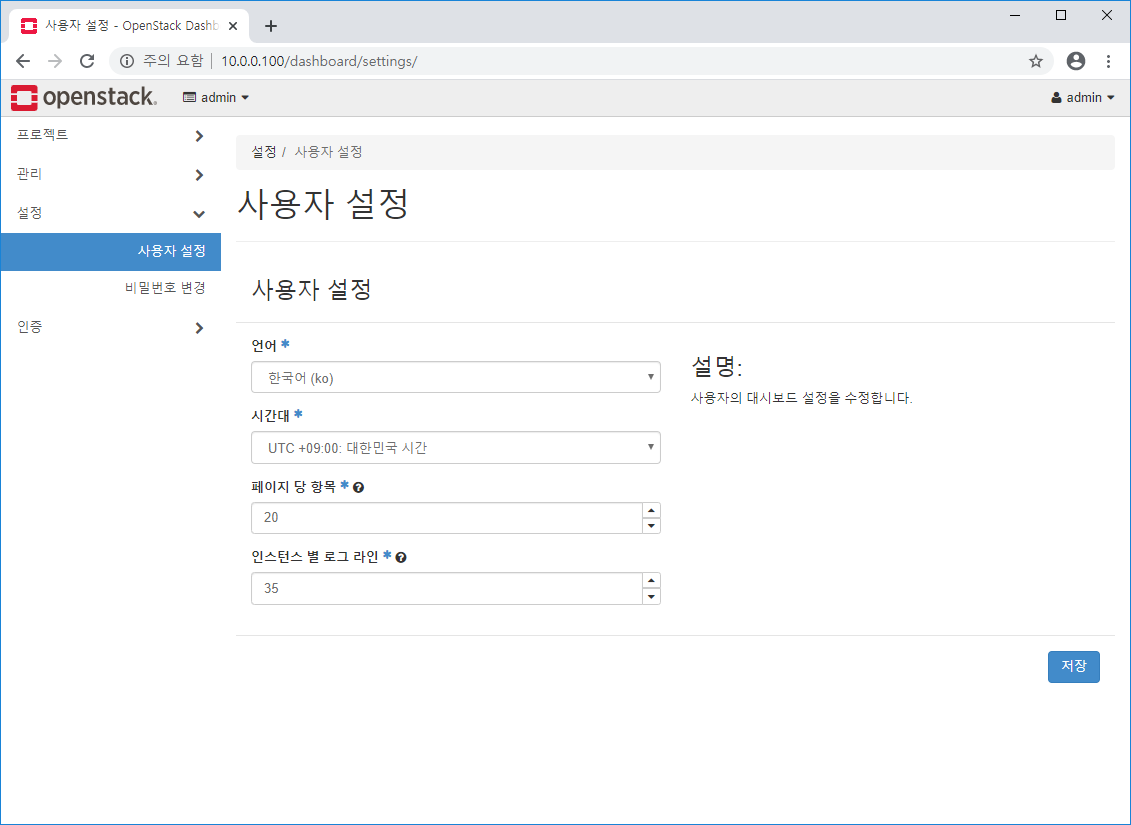 사용자 설정 - OpenStack Dashb
주의 요함 | 10.0.0.100/dashboard/settings/
openstack. admin admin
프로젝트
관리
설정
사용자 설정
비밀번호 변경
인증
설정 / 사용자 설정
사용자 설정
사용자 설정
언어 *
한국어 (ko)
시간대 *
UTC +09:00: 대한민국 시간
페이지 당 항목 * ?
20
인스턴스 별 로그 라인 * ?
35
설명:
사용자의 대시보드 설정을 수정합니다.
저장